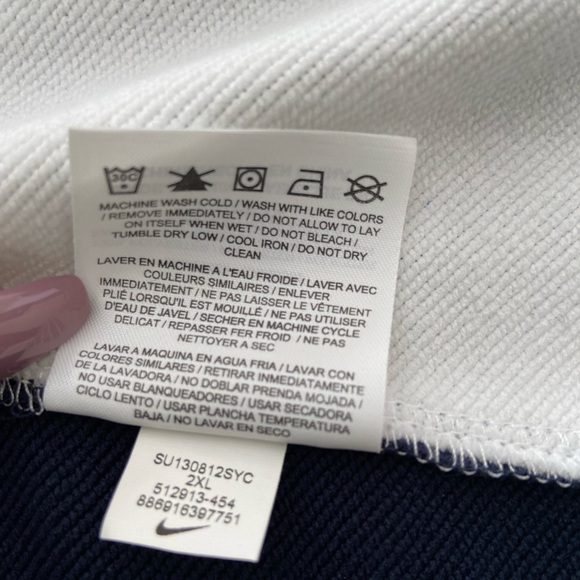 30C
MACHINE WASH COLD / WASH WITH LIKE COLORS
/ REMOVE IMMEDIATELY / DO NOT ALLOW TO LAY
ON ITSELF WHEN WET / DO NOT BLEACH /
TUMBLE DRY LOW / COOL IRON / DO NOT DRY
CLEAN
LAVER EN MACHINE A L'EAU FROIDE / LAVER AVEC
COULEURS SIMILAIRES / ENLEVER
IMMEDIATEMENT / NE PAS LAISSER LE VÊTEMENT
PLIÉ LORSQU'IL EST MOUILLÉ / NE PAS UTILISER
D'EAU DE JAVEL / SECHER EN MACHINE CYCLE
DELICAT / REPASSER FER FROID / NE PAS
NETTOYER A SEC
LAVAR A MAQUINA EN AGUA FRIA / LAVAR CON
COLORES SIMILARES / RETIRAR IMMEDIATAMENTE
DE LA LAVADORA / NO DOBLAR PRENDA MOJADA /
NO USAR BLANQUEADORES / USAR SECADORA
CICLO LENTO / USAR PLANCHA TEMPERATURA
BAJA / NO LAVAR EN SECO
SU130812SYC
2XL
512913-454
886916397751